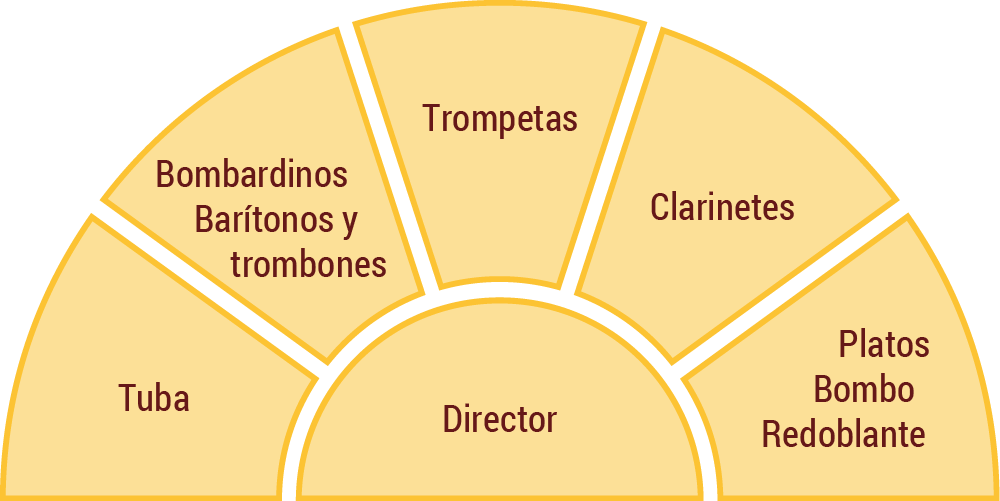 Trompetas
Bombardinos
Barítonos y
trombones
Clarinetes
Tuba
Director
Platos
Bombo
Redoblante